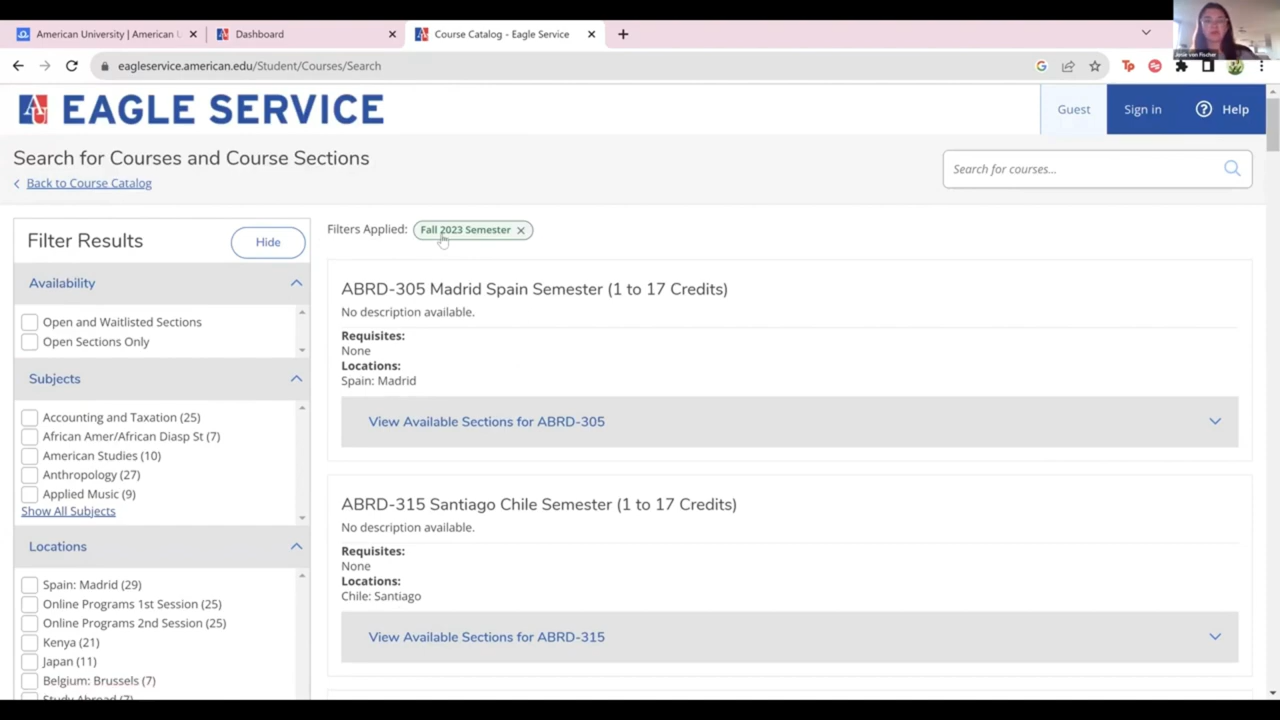 American University | American U
Dashboard
Course Catalog - Eagle Service
eagleservice.american.edu/Student/Courses/Search
Josie von Fischer
EAGLE SERVICE
Guest
Sign in
Help
Search for Courses and Course Sections
Back to Course Catalog
Search for courses...
Filter Results
Hide
Availability
Open and Waitlisted Sections
Open Sections Only
Subjects
Accounting and Taxation (25)
African Amer/African Diasp St (7)
American Studies (10)
Anthropology (27)
Applied Music (9)
Show All Subjects
Locations
Spain: Madrid (29)
Online Programs 1st Session (25)
Online Programs 2nd Session (25)
Kenya (21)
Japan (11)
Belgium: Brussels (7)
Study Abroad (7)
Filters Applied: Fall 2023 Semester
ABRD-305 Madrid Spain Semester (1 to 17 Credits)
No description available.
Requisites:
None
Locations:
Spain: Madrid
View Available Sections for ABRD-305
ABRD-315 Santiago Chile Semester (1 to 17 Credits)
No description available.
Requisites:
None
Locations:
Chile: Santiago
View Available Sections for ABRD-315